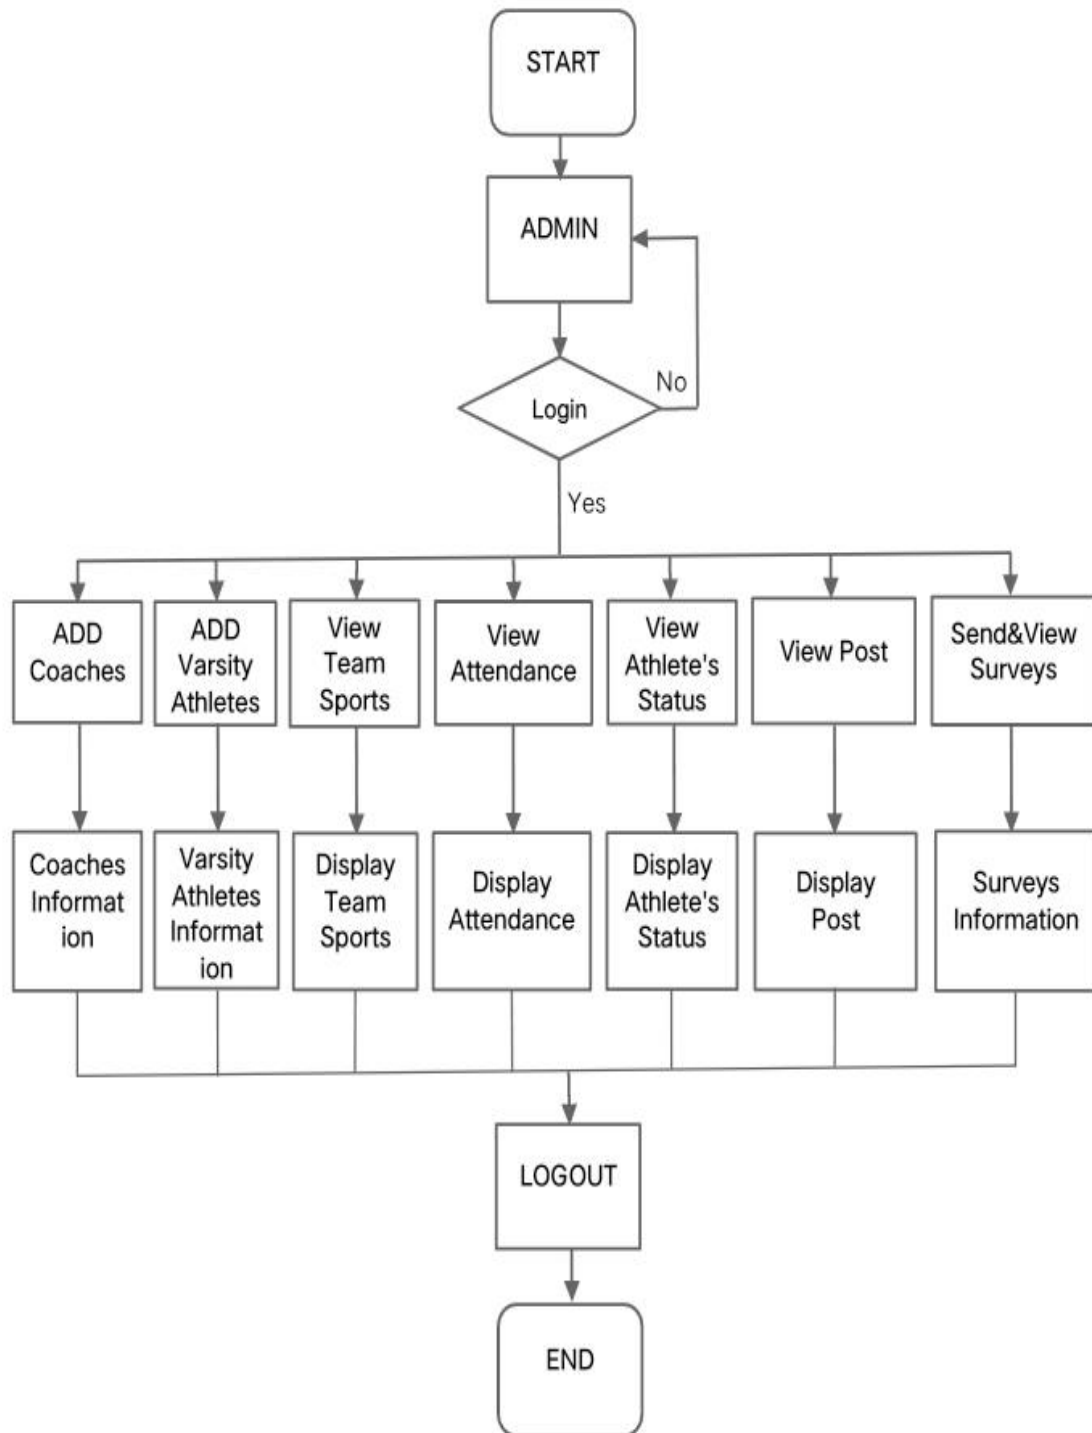 START
ADMIN
No
Login
Yes
ADD
Coaches
ADD
Varsity
Athletes
View
Team
Sports
View
Attendance
View
Athlete's
Status
View Post
Send&View
Surveys
Coaches
Informat
ion
Varsity
Athletes
Informat
ion
Display
Team
Sports
Display
Attendance
Display
Athlete's
Status
Display
Post
Surveys
Information
LOGOUT
END